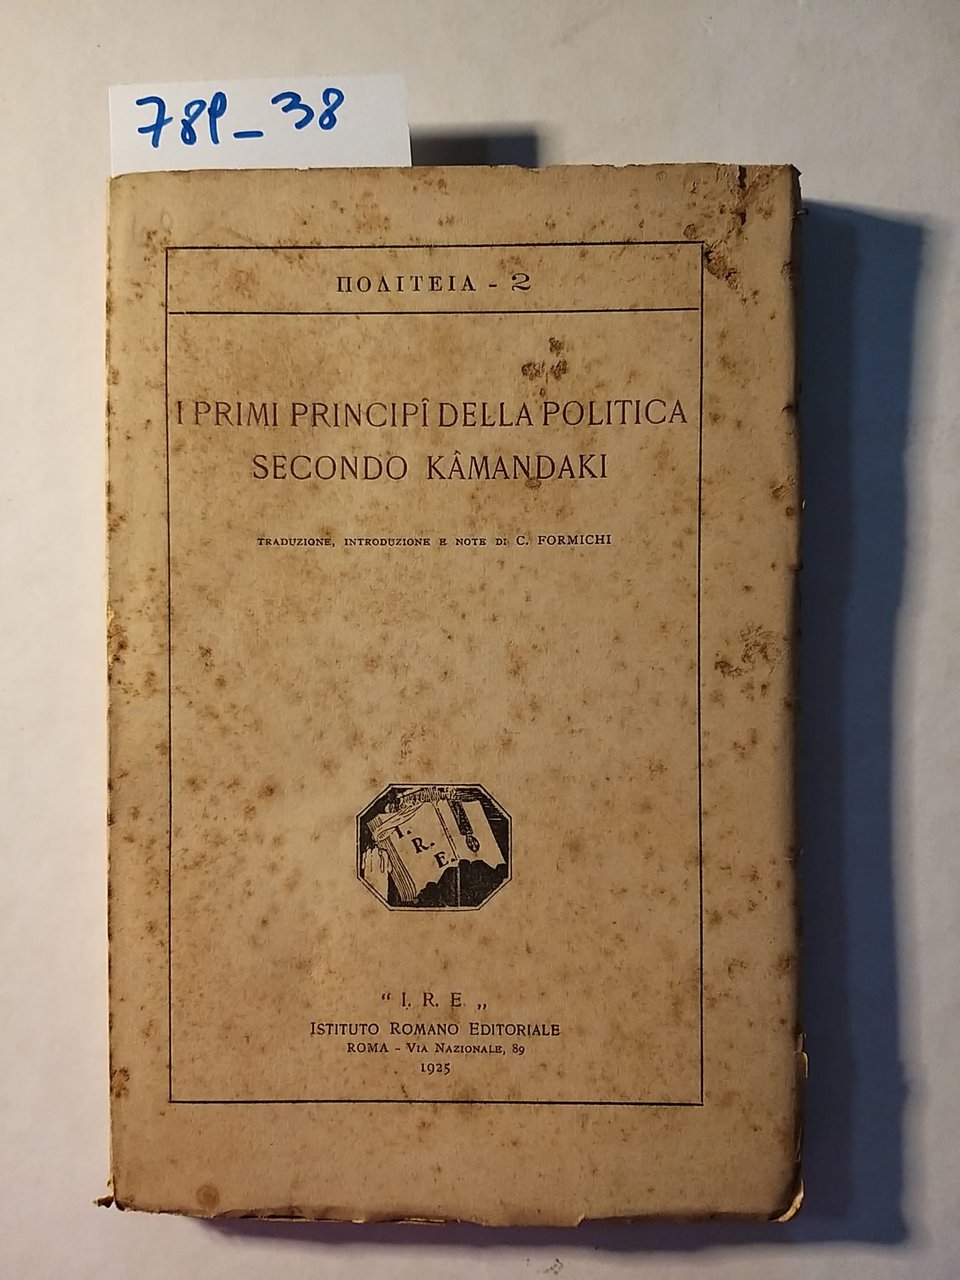 78P_38
ΠΟΛΙΤΕΙΑ - 2
I PRIMI PRINCIPÎ DELLA POLITICA
SECONDO KÂMANDAKI
TRADUZIONE, INTRODUZIONE E NOTE DI C. FORMICHI
I.
R.
E.
“ I. R. E „
ISTITUTO ROMANO EDITORIALE
ROMA - VIA NAZIONALE, 89
1925